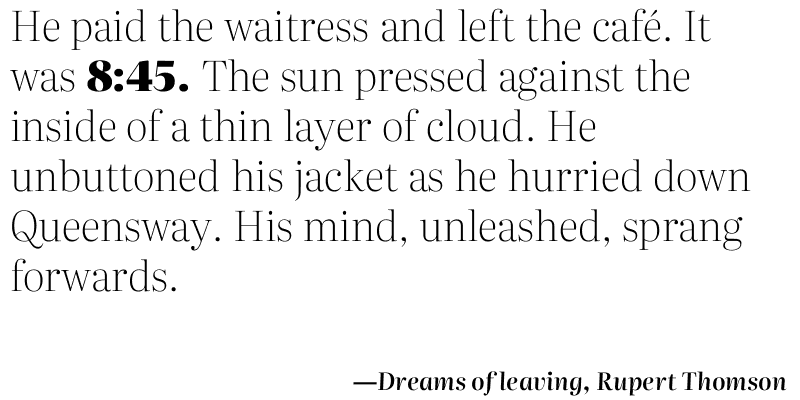 He paid the waitress and left the café. It
was 8:45. The sun pressed against the
inside of a thin layer of cloud. He
unbuttoned his jacket as he hurried down
Queensway. His mind, unleashed, sprang
forwards.
—Dreams of leaving, Rupert Thomson